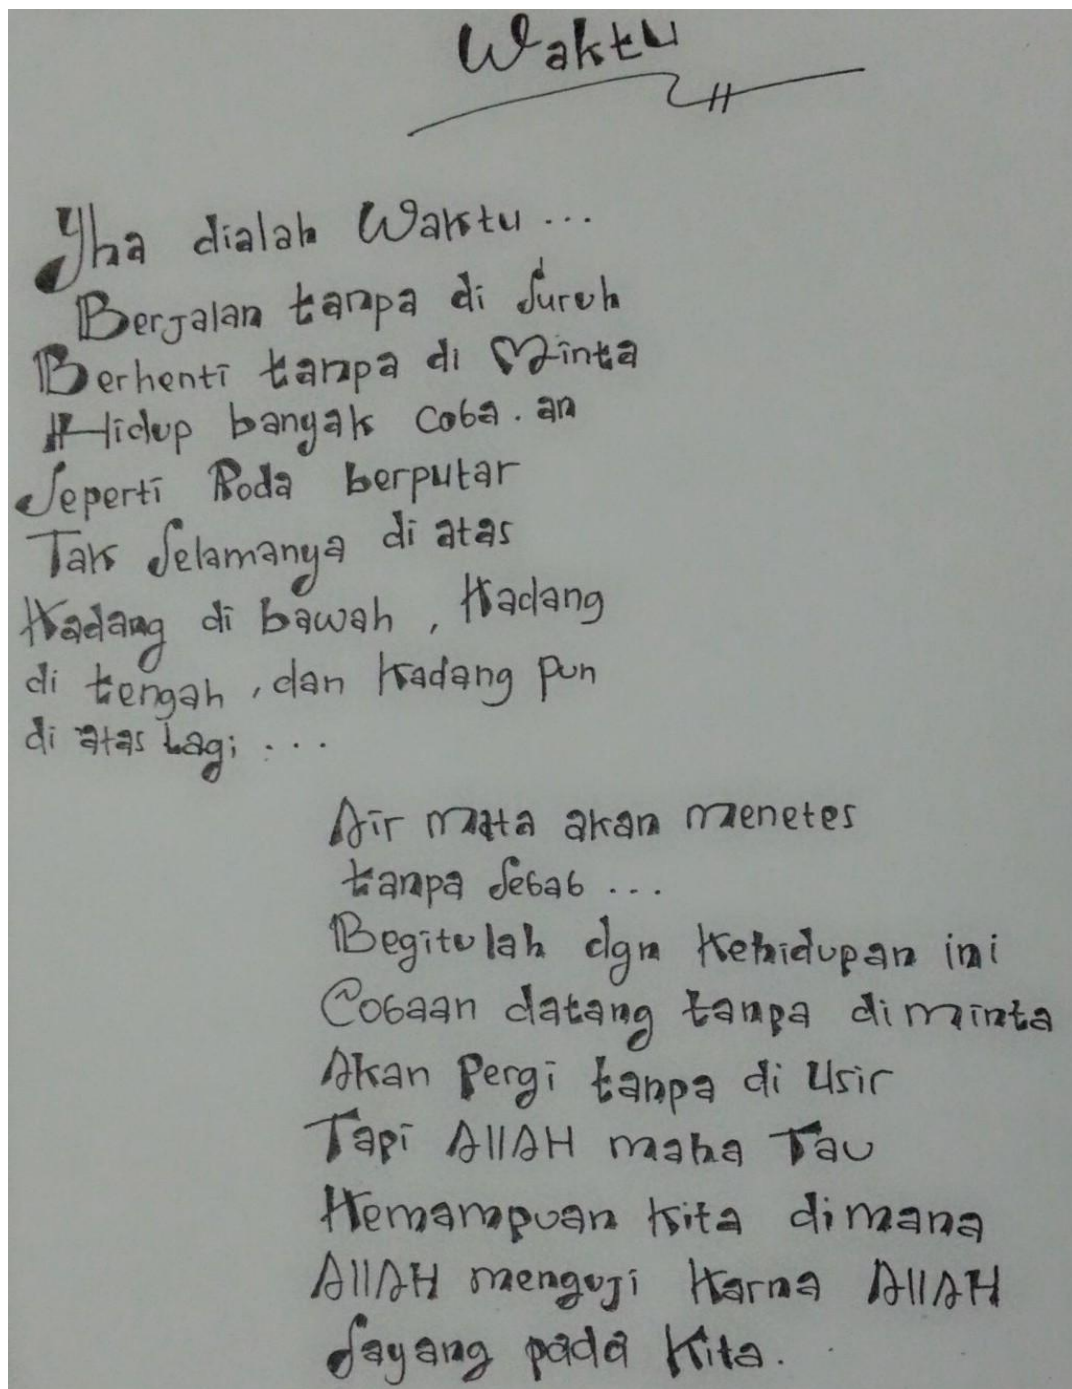 Waktu
Yha dialah Waktu ...
Berjalan tanpa di Suruh
Berhenti tanpa di Minta
Hidup banyak coba.an
Seperti Roda berputar
Tak Selamanya di atas
Kadang di bawah, Kadang
di tengah, dan Kadang pun
di atas Lagi ....
Air mata akan menetes
tanpa Sebab ...
Begitulah dgn Kehidupan ini
Cobaan datang tanpa diminta
Akan Pergi tanpa di Usir
Tapi AllAH maha Tau
Kemampuan Kita dimana
AllAH menguji Karna AllAH
Sayang pada Kita.